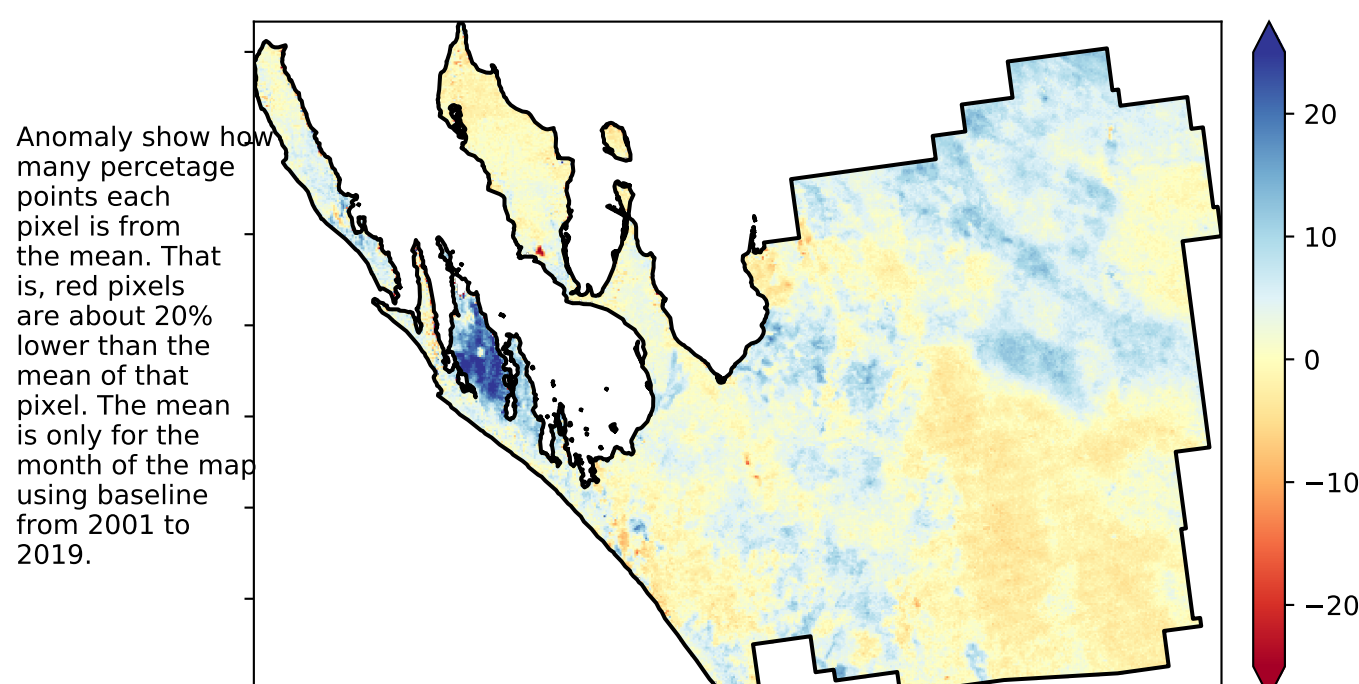 Anomaly show how
many percetage
points each
pixel is from
the mean. That
is, red pixels
are about 20%
lower than the
mean of that
pixel. The mean
is only for the
month of the map
using baseline
from 2001 to
2019.
20
10
0
−10
−20